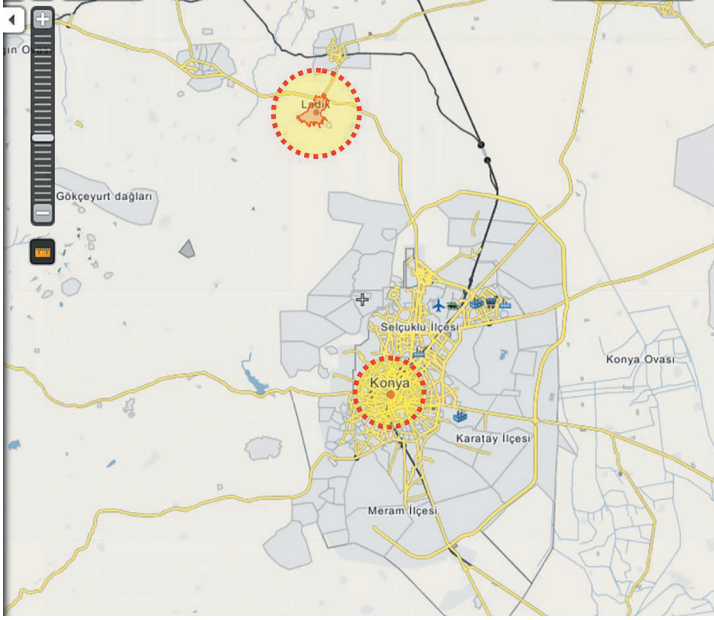 Ladik
Gökçeyurt dağları
Selçuklu İlçesi
Konya Ovası
Konya
Karatay İlçesi
Meram İlçesi